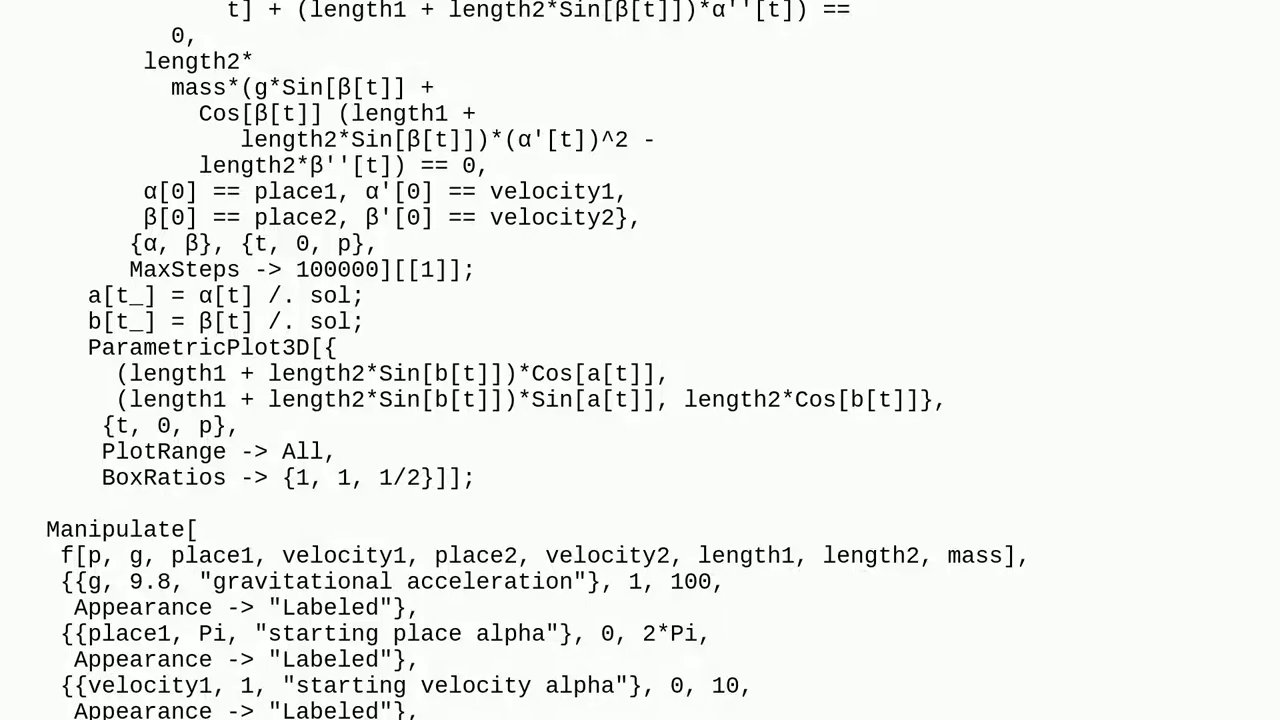 t] + (length1 + length2*Sin[β[t]])*α''[t]) ==
0,
length2*
mass*(g*Sin[β[t]] +
Cos[β[t]] (length1 +
length2*Sin[β[t]])*(α'[t])^2 -
length2*β''[t]) == 0,
α[0] == place1, α'[0] == velocity1,
β[0] == place2, β'[0] == velocity2},
{α, β}, {t, 0, p},
MaxSteps -> 100000][[1]];
a[t_] = α[t] /. sol;
b[t_] = β[t] /. sol;
ParametricPlot3D[{
(length1 + length2*Sin[b[t]])*Cos[a[t]],
(length1 + length2*Sin[b[t]])*Sin[a[t]], length2*Cos[b[t]]},
{t, 0, p},
PlotRange -> All,
BoxRatios -> {1, 1, 1/2}]];
Manipulate[
f[p, g, place1, velocity1, place2, velocity2, length1, length2, mass],
{{g, 9.8, "gravitational acceleration"}, 1, 100,
Appearance -> "Labeled"},
{{place1, Pi, "starting place alpha"}, 0, 2*Pi,
Appearance -> "Labeled"},
{{velocity1, 1, "starting velocity alpha"}, 0, 10,
Appearance -> "Labeled"},